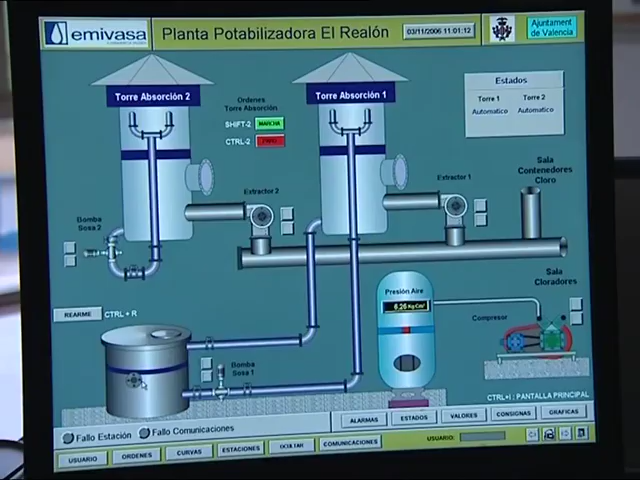 emivasa
Planta Potabilizadora El Realón
03/11/2006 11:01:12
Ajuntament
de Valencia
Torre Absorción 2
Ordenes
Torre Absorción
SHIFT-2 MARCHA
CTRL-2 PARO
Torre Absorción 1
Estados
Torre 1 Torre 2
Automatico Automatico
Sala
Contenedores
Cloro
Extractor 2
Extractor 1
Bomba
Sosa 2
Sala
Cloradores
Presión Aire
6.26 Kg/Cm²
Compresor
REARME CTRL + R
Bomba
Sosa 1
CTRL+I : PANTALLA PRINCIPAL
Fallo Estación Fallo Comunicaciones
ALARMAS ESTADOS VALORES CONSIGNAS GRAFICAS
USUARIO ORDENES CURVAS ESTACIONES OCULTAR COMUNICACIONES
USUARIO: